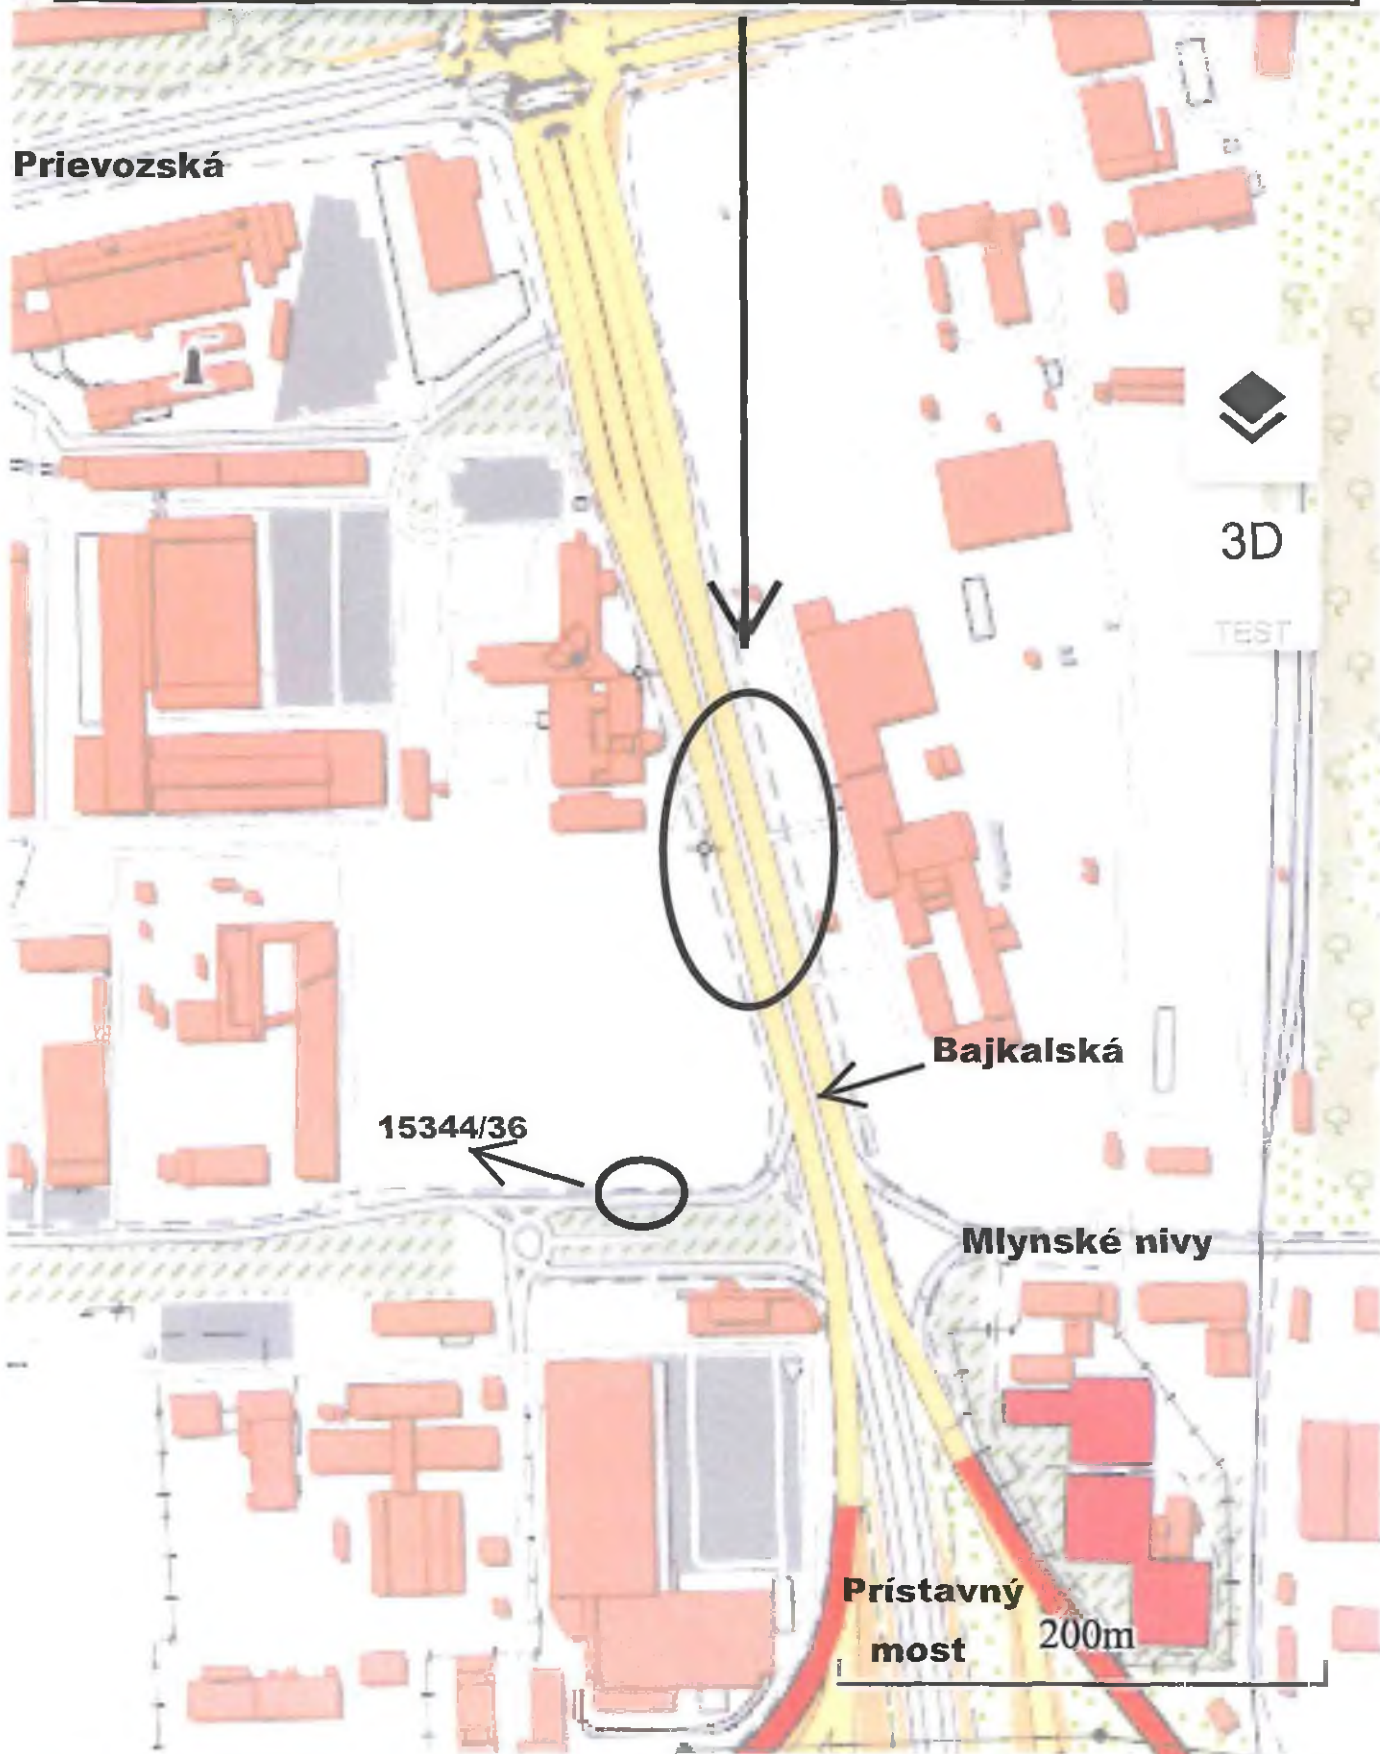 Prievozská
3D
TEST
Bajkalská
15344/36
Mlynské nivy
Prístavný
most
200m